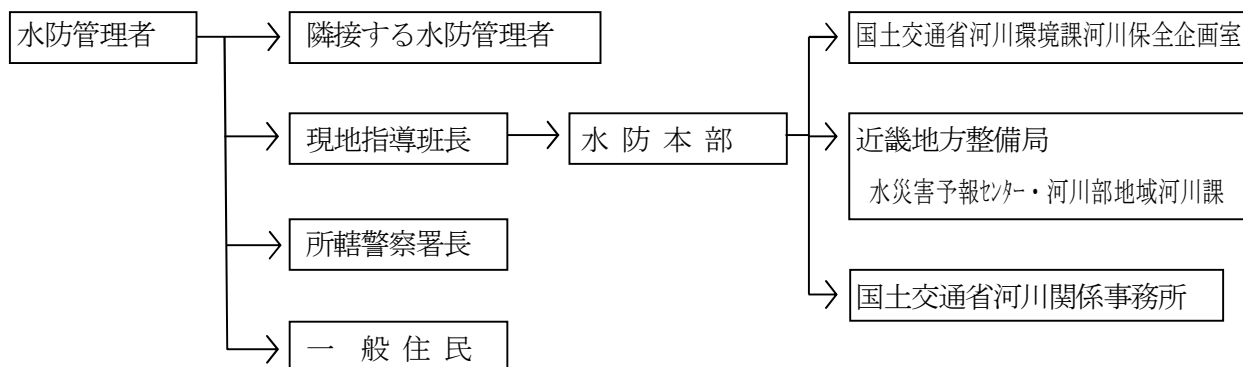 水防管理者
隣接する水防管理者
国土交通省河川環境課河川保全企画室
現地指導班長
水 防 本 部
近畿地方整備局
水災害予報ｾﾝﾀｰ・河川部地域河川課
所轄警察署長
国土交通省河川関係事務所
一 般 住 民